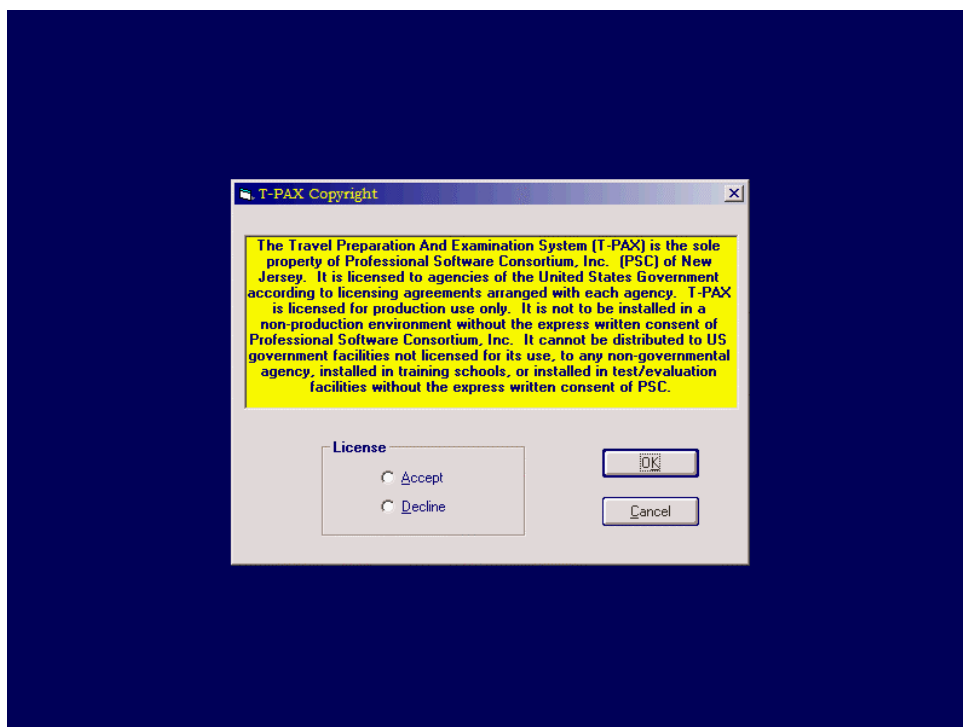 T-PAX Copyright
The Travel Preparation And Examination System (T-PAX) is the sole
property of Professional Software Consortium, Inc. (PSC) of New
Jersey. It is licensed to agencies of the United States Government
according to licensing agreements arranged with each agency. T-PAX
is licensed for production use only. It is not to be installed in a
non-production environment without the express written consent of
Professional Software Consortium, Inc. It cannot be distributed to US
government facilities not licensed for its use, to any non-governmental
agency, installed in training schools, or installed in test/evaluation
facilities without the express written consent of PSC.
License
Accept
Decline
OK
Cancel